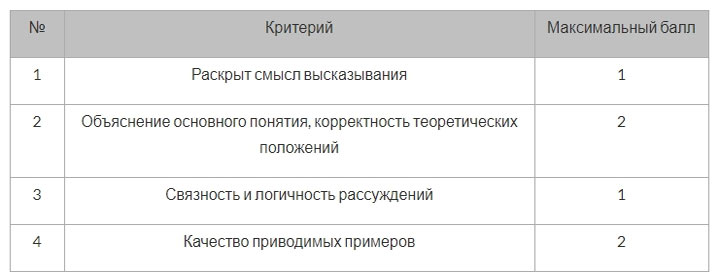 № Критерий Максимальный балл
1 Раскрыт смысл высказывания 1
2 Объяснение основного понятия, корректность теоретических 2
положений
3 Связность и логичность рассуждений 1
4 Качество приводимых примеров 2